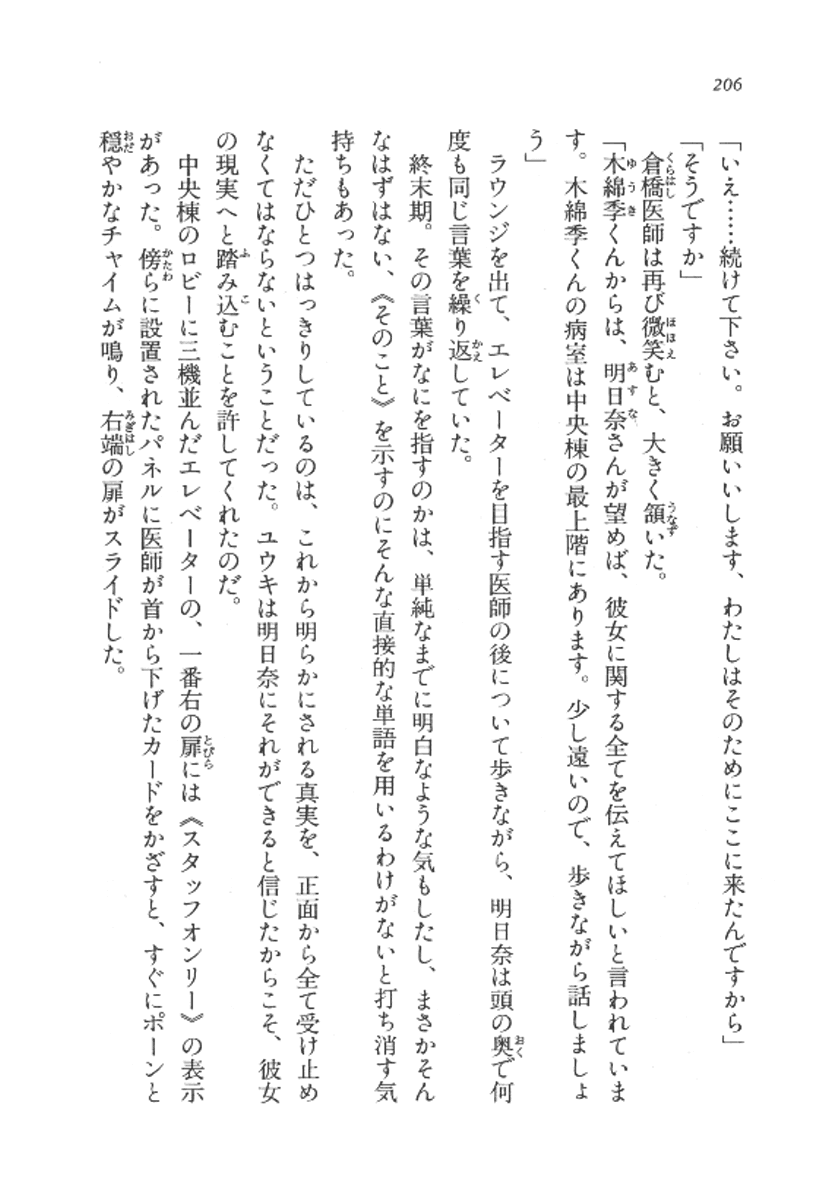 206
「いえ……続けて下さい。お願いいします、わたしはそのためにここに来たんですから」
「そうですか」
倉橋医師は再び微笑むと、大きく頷いた。
「木綿季くんからは、明日奈さんが望めば、彼女に関する全てを伝えてほしいと言われていま
す。木綿季くんの病室は中央棟の最上階にあります。少し遠いので、歩きながら話しましょ
う」
ラウンジを出て、エレベーターを目指す医師の後について歩きながら、明日奈は頭の奥で何
度も同じ言葉を繰り返していた。
終末期。その言葉がなにを指すのかは、単純なまでに明白なような気もしたし、まさかそん
なはずはない、《そのこと》を示すのにそんな直接的な単語を用いるわけがないと打ち消す気
持ちもあった。
ただひとつはっきりしているのは、これから明らかにされる真実を、正面から全て受け止め
なくてはならないということだった。ユウキは明日奈にそれができると信じたからこそ、彼女
の現実へと踏み込むことを許してくれたのだ。
中央棟のロビーに三機並んだエレベーターの、一番右の扉には《スタッフオンリー》の表示
があった。傍らに設置されたパネルに医師が首から下げたカードをかざすと、すぐにポーンと
穏やかなチャイムが鳴り、右端の扉がスライドした。